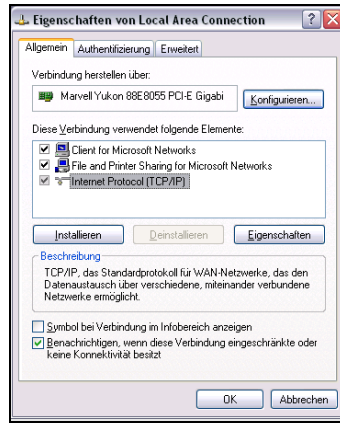 Eigenschaften von Local Area Connection
Allgemein Authentifizierung Erweitert
Verbindung herstellen über:
Marvell Yukon 88E8055 PCI-E Gigabi Konfigurieren...
Diese Verbindung verwendet folgende Elemente:
Client for Microsoft Networks
File and Printer Sharing for Microsoft Networks
Internet Protocol (TCP/IP)
Installieren Deinstallieren Eigenschaften
Beschreibung
TCP/IP, das Standardprotokoll für WAN-Netzwerke, das den
Datenaustausch über verschiedene, miteinander verbundene
Netzwerke ermöglicht.
Symbol bei Verbindung im Infobereich anzeigen
Benachrichtigen, wenn diese Verbindung eingeschränkte oder
keine Konnektivität besitzt
OK Abbrechen